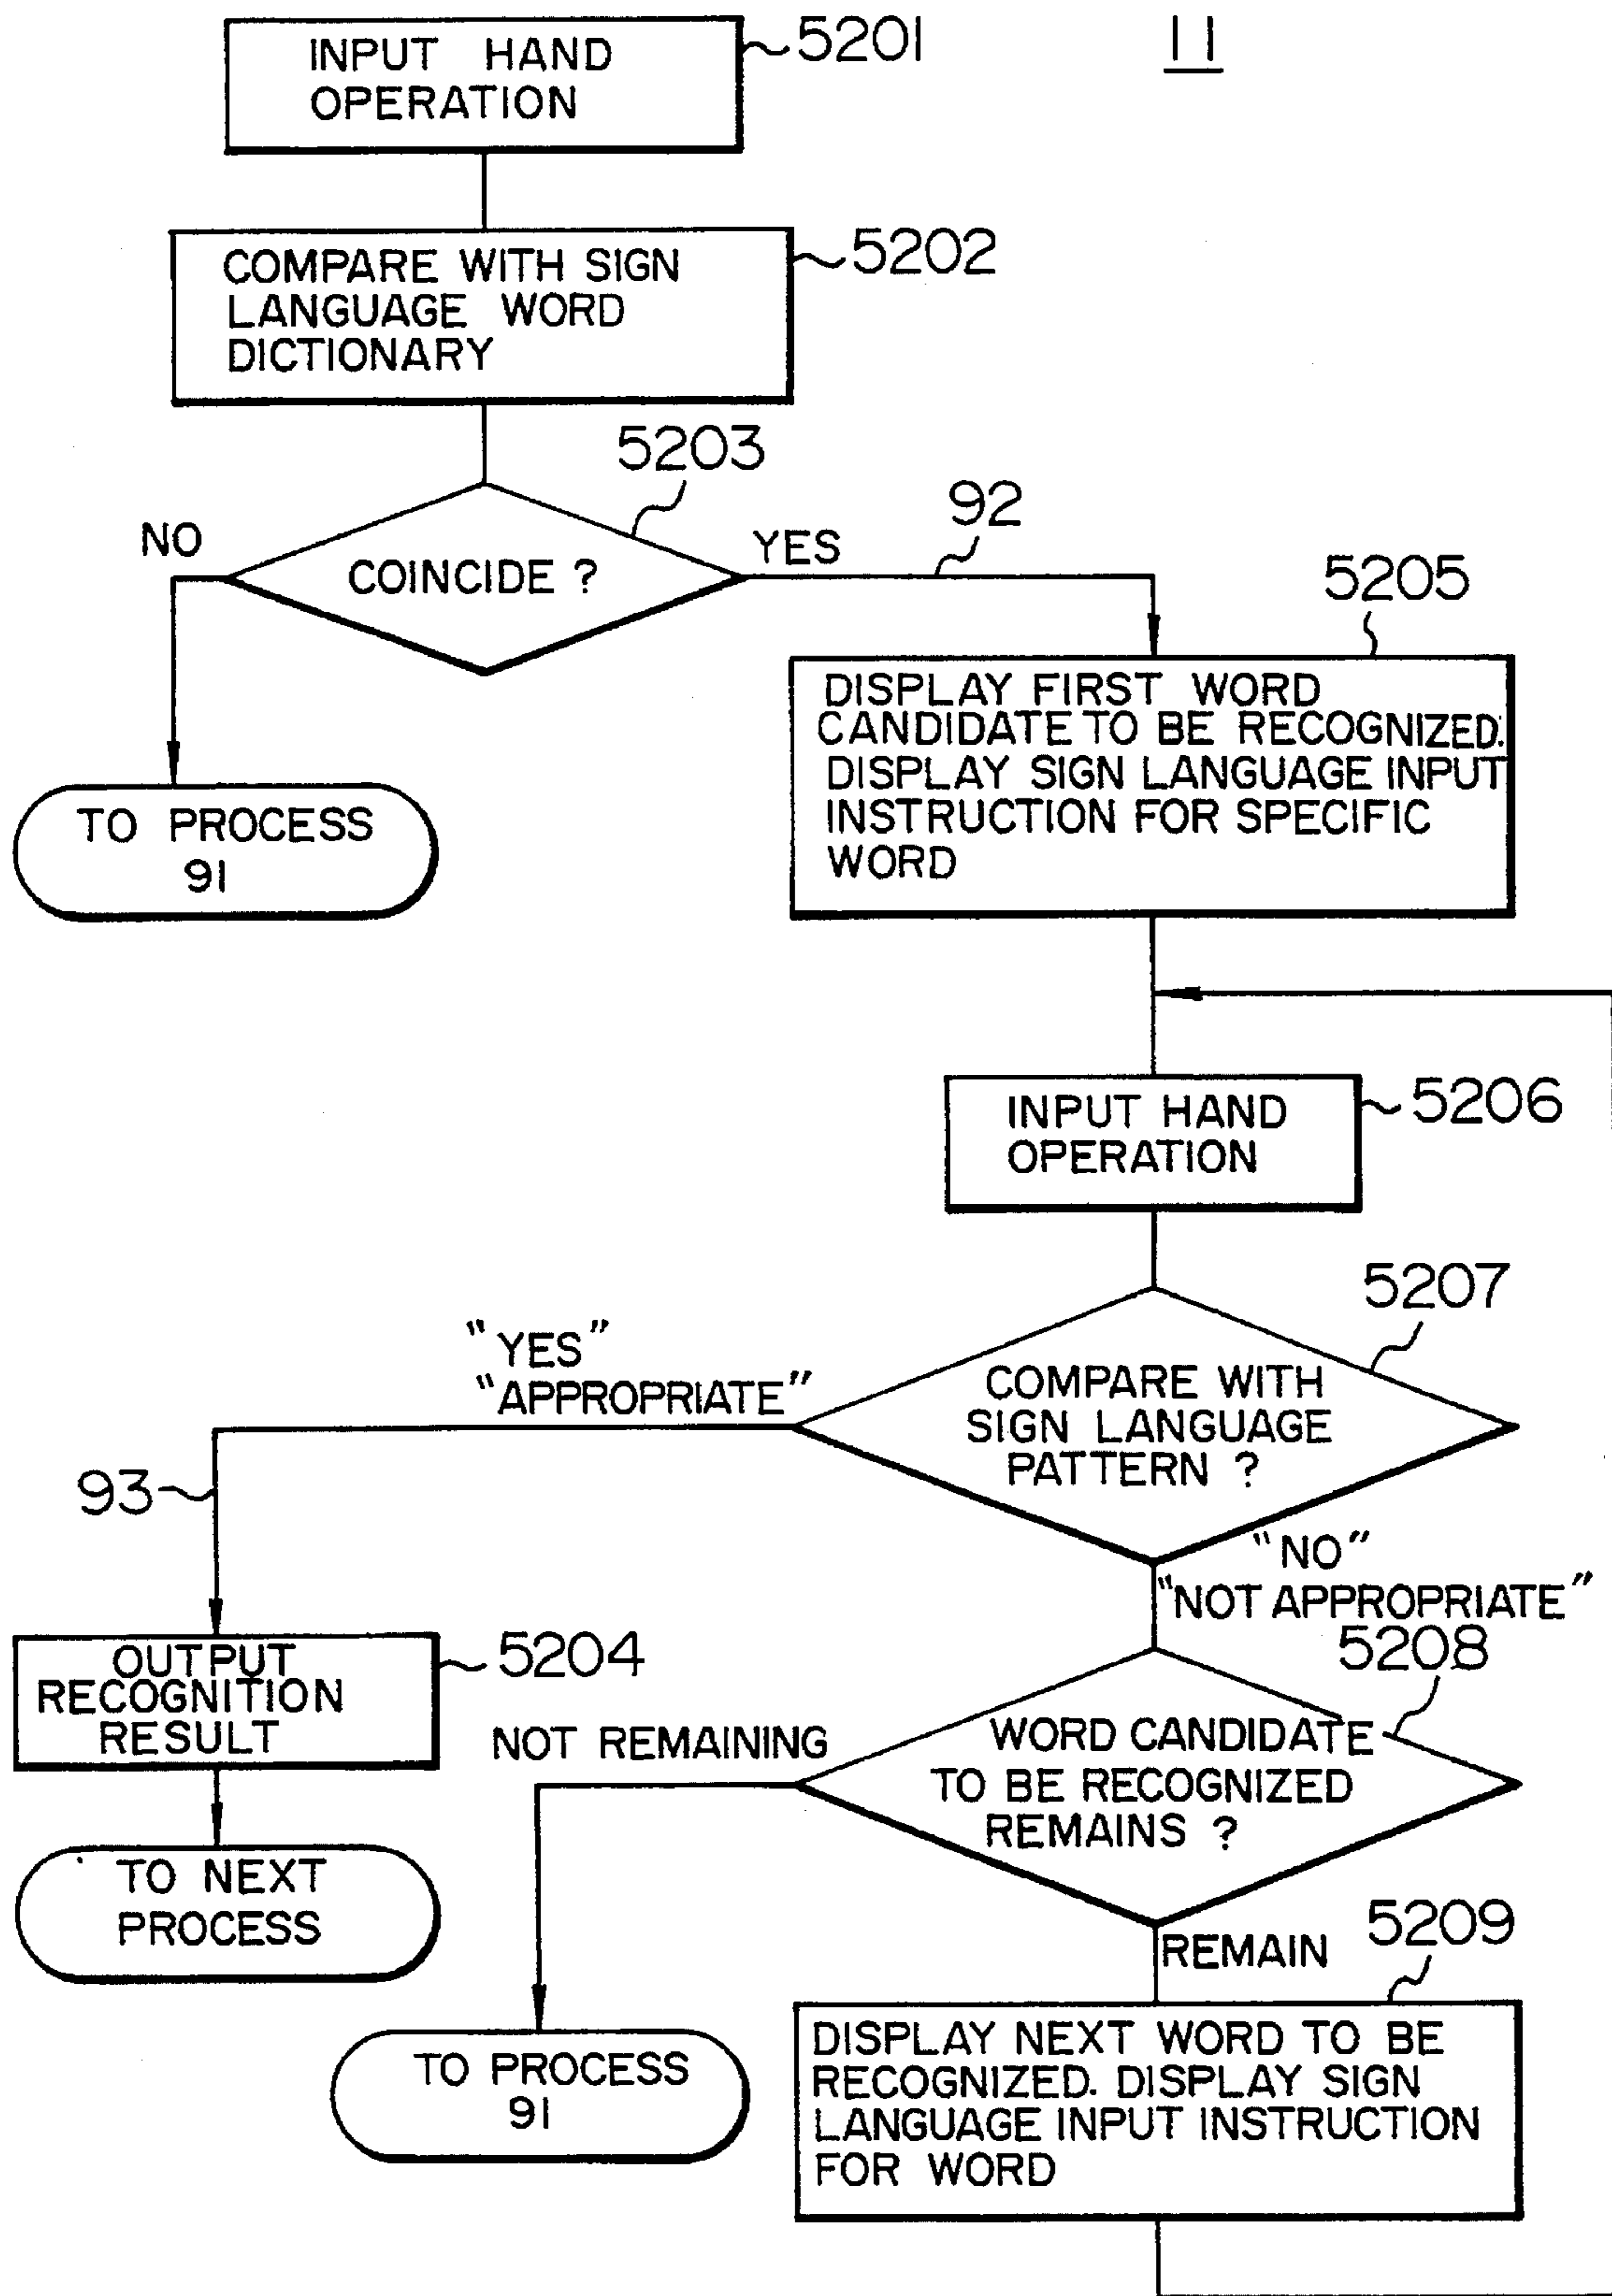 INPUT HAND
OPERATION
5201
11
COMPARE WITH SIGN
LANGUAGE WORD
DICTIONARY
5202
5203
NO
COINCIDE ?
YES
92
5205
TO PROCESS
91
DISPLAY FIRST WORD
CANDIDATE TO BE RECOGNIZED.
DISPLAY SIGN LANGUAGE INPUT
INSTRUCTION FOR SPECIFIC
WORD
INPUT HAND
OPERATION
5206
5207
"YES"
"APPROPRIATE"
COMPARE WITH
SIGN LANGUAGE
PATTERN ?
93
"NO"
"NOT APPROPRIATE"
5208
OUTPUT
RECOGNITION
RESULT
5204
NOT REMAINING
WORD CANDIDATE
TO BE RECOGNIZED
REMAINS ?
TO NEXT
PROCESS
REMAIN
5209
TO PROCESS
91
DISPLAY NEXT WORD TO BE
RECOGNIZED. DISPLAY SIGN
LANGUAGE INPUT INSTRUCTION
FOR WORD